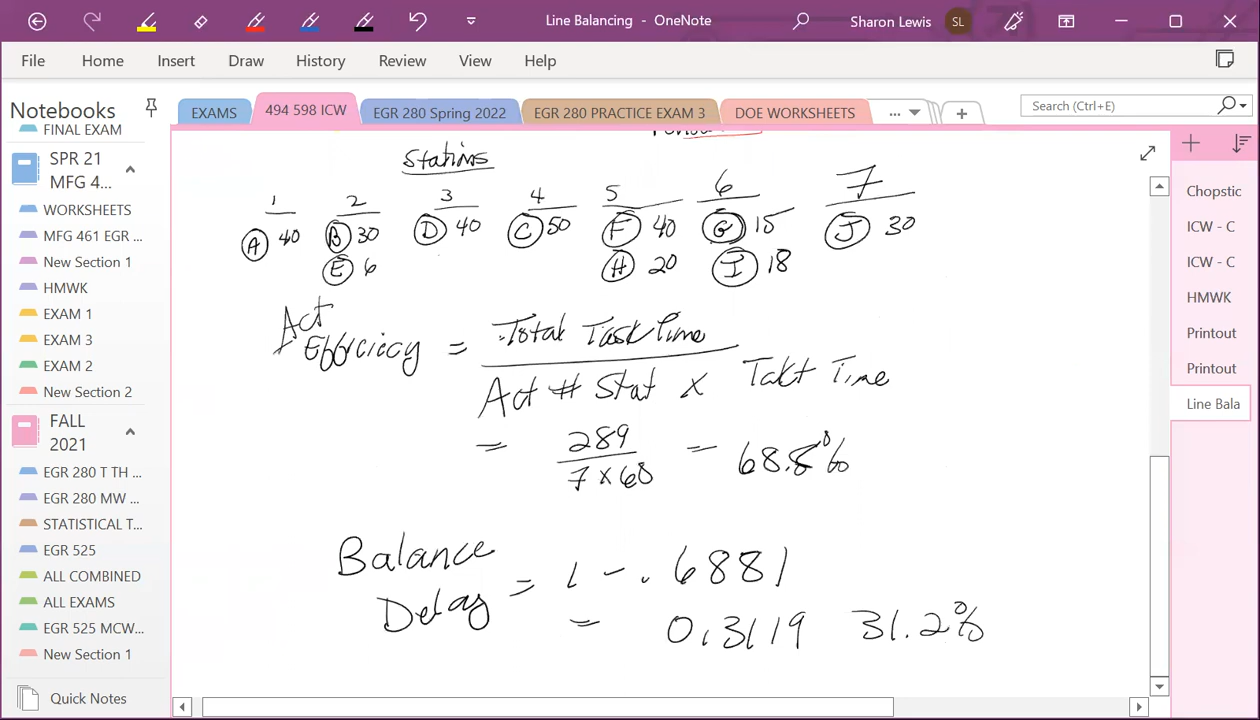 Line Balancing - OneNote
Sharon Lewis SL
File Home Insert Draw History Review View Help
Notebooks
EXAMS 494 598 ICW EGR 280 Spring 2022 EGR 280 PRACTICE EXAM 3 DOE WORKSHEETS ... +
Search (Ctrl+E)
FINAL EXAM
SPR 21
MFG 4...
WORKSHEETS
MFG 461 EGR ...
New Section 1
HMWK
EXAM 1
EXAM 3
EXAM 2
New Section 2
FALL
2021
EGR 280 T TH ...
EGR 280 MW ...
STATISTICAL T...
EGR 525
ALL COMBINED
ALL EXAMS
EGR 525 MCW...
New Section 1
Quick Notes
Stations
1 2 3 4 5 6 7
A 40 B 30 D 40 C 50 F 40 G 15 J 30
E 6 H 20 I 18
Act
Efficiecy = Total Task Time
Act # Stat x Takt Time
= 289 = 68.8%
7 x 60
Balance
Delay = 1 - .6881
= 0.3119 31.2%
Chopstic
ICW - C
ICW - C
HMWK
Printout
Printout
Line Bala